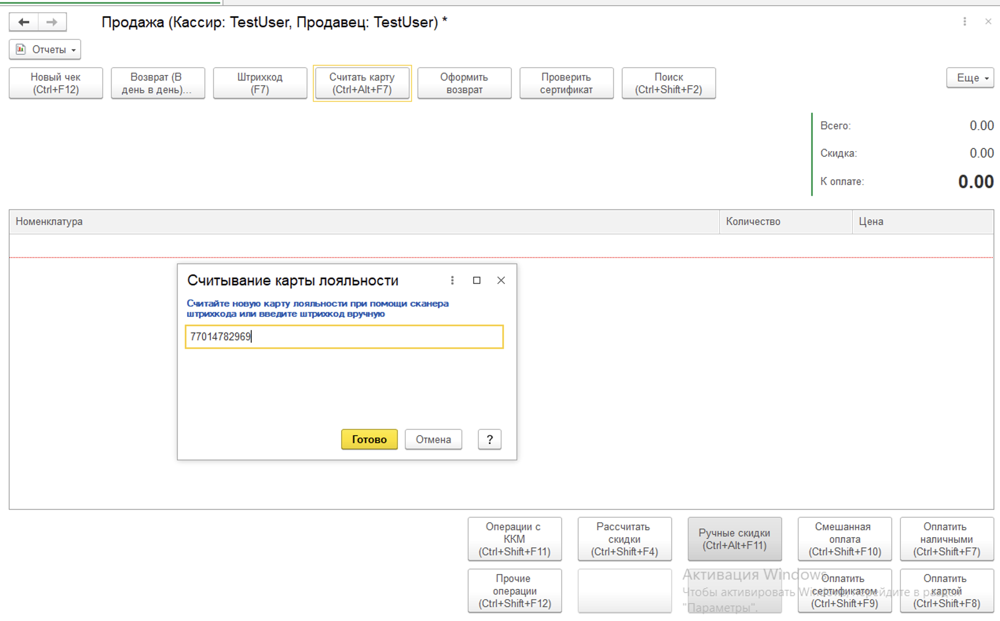 Продажа (Кассир: TestUser, Продавец: TestUser) *
Отчеты
Новый чек
(Ctrl+F12)
Возврат (В
день в день)...
Штрихкод
(F7)
Считать карту
(Ctrl+Alt+F7)
Оформить
возврат
Проверить
сертификат
Поиск
(Ctrl+Shift+F2)
Еще
Всего: 0.00
Скидка: 0.00
К оплате: 0.00
Номенклатура Количество Цена
Считывание карты лояльности
Считайте новую карту лояльности при помощи сканера
штрихкода или введите штрихкод вручную
77014782969
Готово
Отмена
?
Операции с
ККМ
(Ctrl+Shift+F11)
Рассчитать
скидки
(Ctrl+Shift+F4)
Ручные скидки
(Ctrl+Alt+F11)
Смешанная
оплата
(Ctrl+Shift+F10)
Оплатить
наличными
(Ctrl+Shift+F7)
Прочие
операции
(Ctrl+Shift+F12)
Оплатить
сертификатом
(Ctrl+Shift+F9)
Оплатить
картой
(Ctrl+Shift+F8)
Активация Windows
Чтобы активировать Windows, перейдите в раздел
"Параметры".